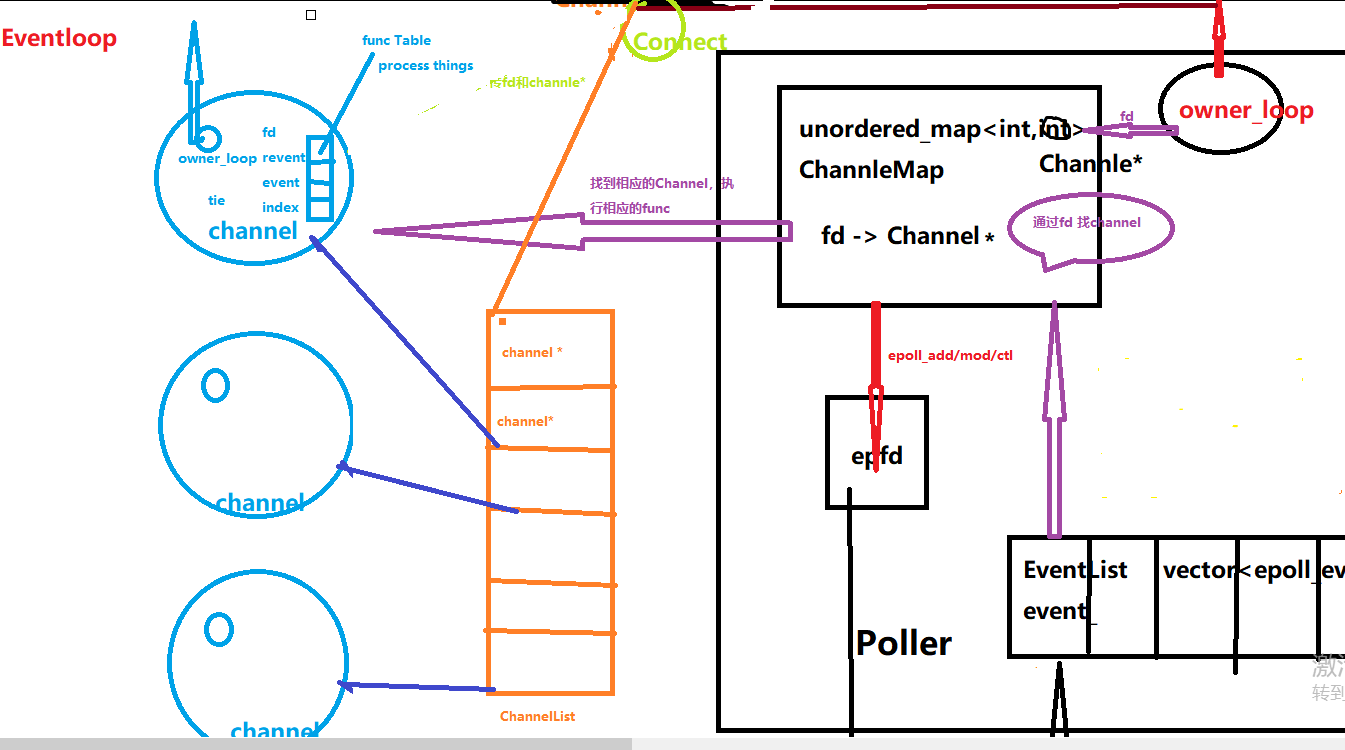 Eventloop
func Table
process things
Connect
传fd和channle*
fd
revent
owner_loop
event
tie
index
channel
找到相应的Channel，执
行相应的func
unordered_map<int,int>
Channle*
ChannleMap
fd -> Channel *
通过fd 找channel
fd
owner_loop
epoll_add/mod/ctl
epfd
channel *
channel*
ChannelList
channel
channel
Poller
EventList
event_
vector<epoll_ev
激活
转到